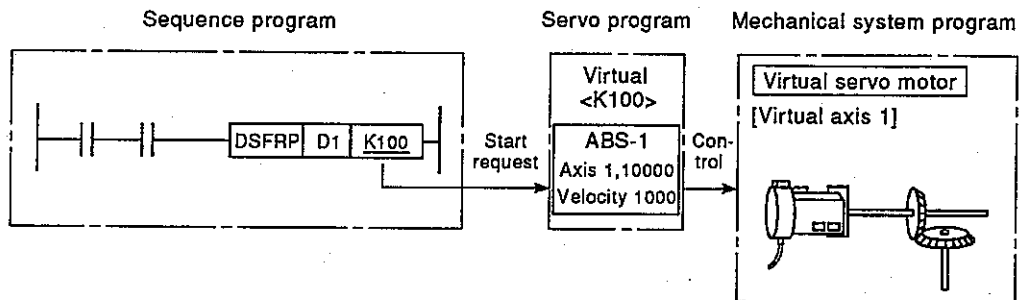 Sequence program
Servo program
Mechanical system program
DSFRP D1 K100
Start
request
Virtual
<K100>
ABS-1
Axis 1,10000
Velocity 1000
Con-
trol
Virtual servo motor
[Virtual axis 1]